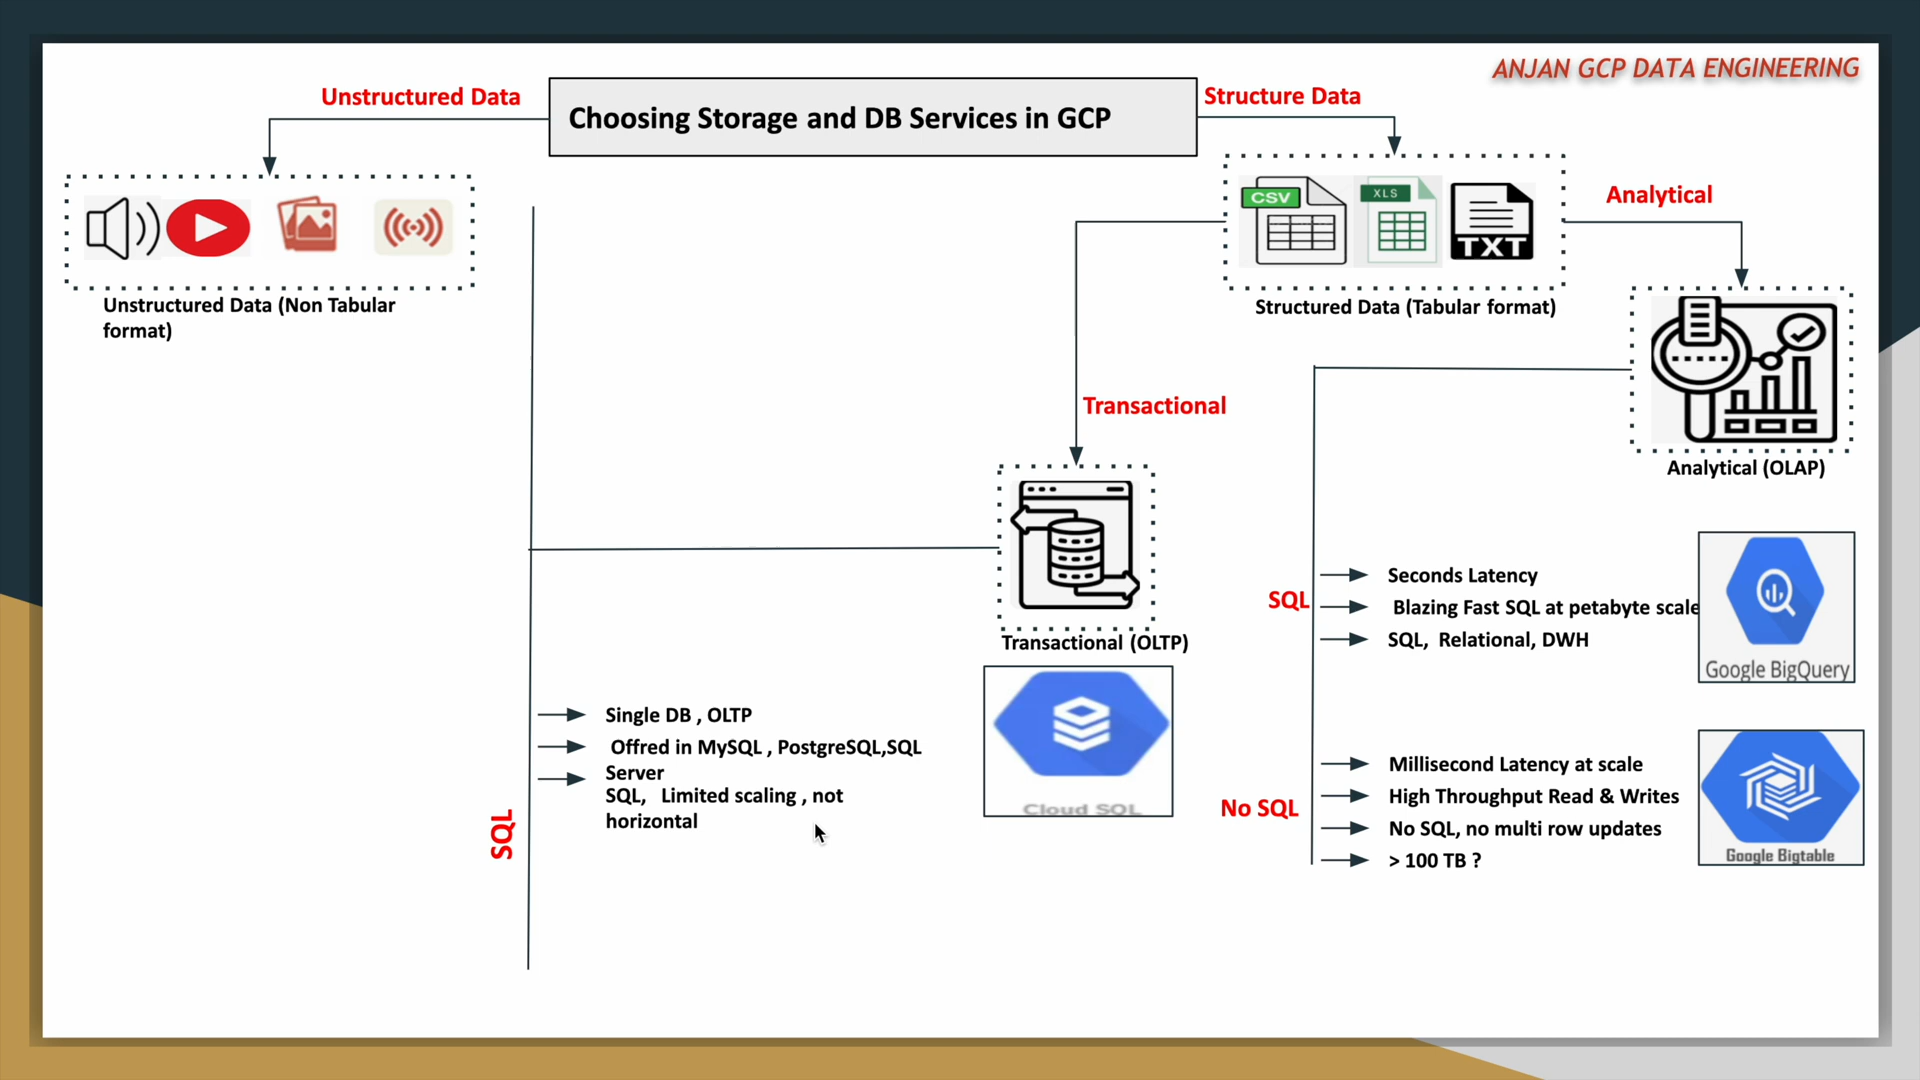 ANJAN GCP DATA ENGINEERING
Unstructured Data
Choosing Storage and DB Services in GCP
Structure Data
CSV
XLS
TXT
Analytical
Unstructured Data (Non Tabular
format)
Structured Data (Tabular format)
Transactional
Analytical (OLAP)
Transactional (OLTP)
SQL
Seconds Latency
Blazing Fast SQL at petabyte scale
SQL, Relational, DWH
Google BigQuery
SQL
Single DB , OLTP
Offred in MySQL , PostgreSQL,SQL
Server
SQL, Limited scaling , not
horizontal
Cloud SQL
No SQL
Millisecond Latency at scale
High Throughput Read & Writes
No SQL, no multi row updates
> 100 TB ?
Google Bigtable